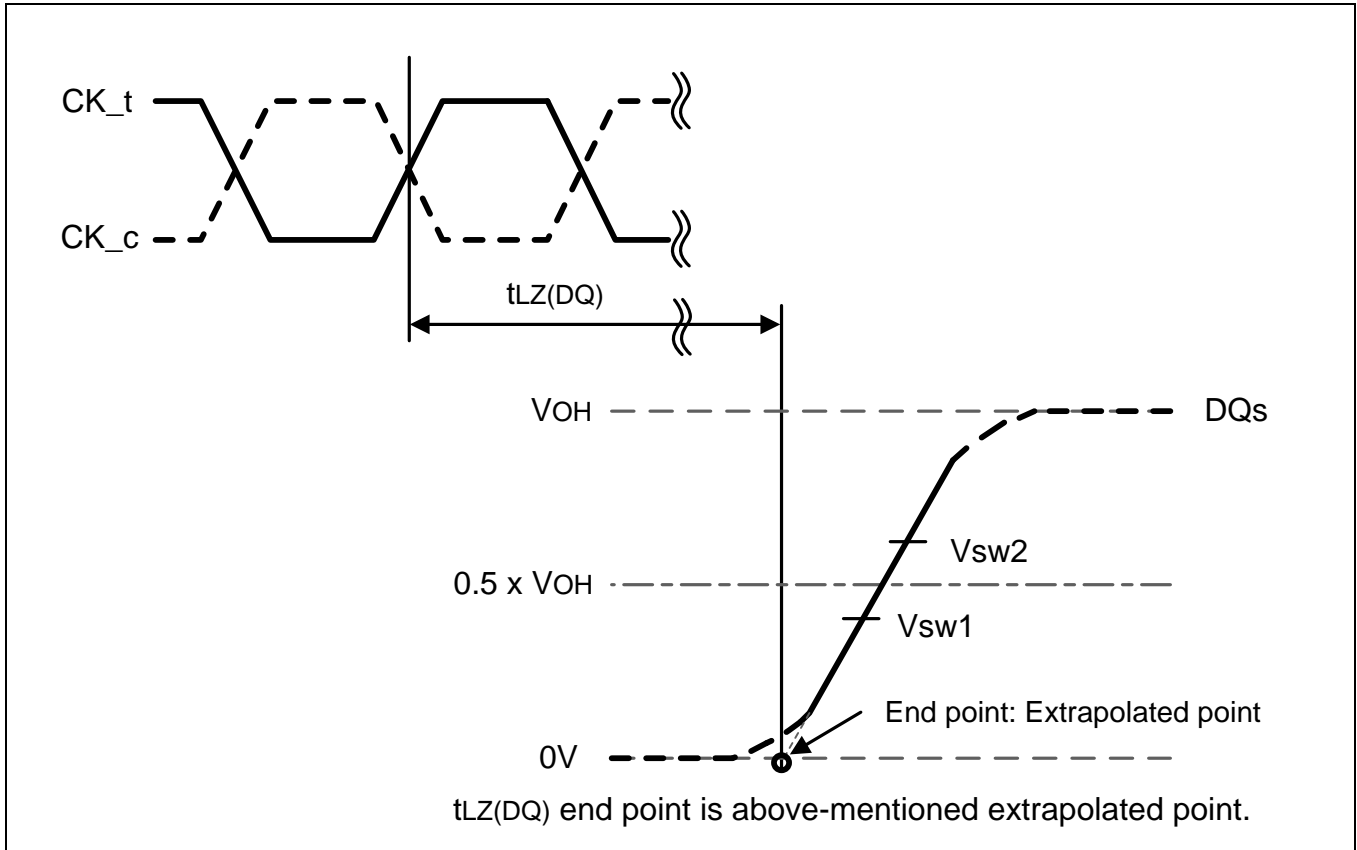 CK_t
CK_c
tLZ(DQ)
VOH
DQs
Vsw2
0.5 x VOH
Vsw1
End point: Extrapolated point
0V
tLZ(DQ) end point is above-mentioned extrapolated point.